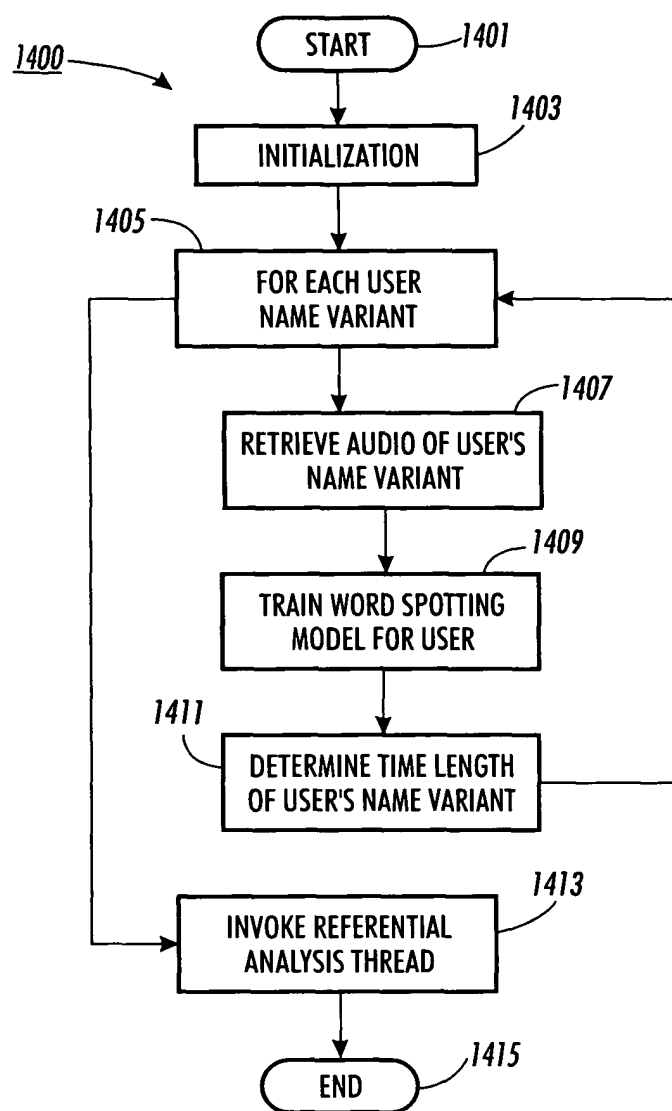 START
1401
1400
1403
INITIALIZATION
1405
FOR EACH USER
NAME VARIANT
1407
RETRIEVE AUDIO OF USER'S
NAME VARIANT
1409
TRAIN WORD SPOTTING
MODEL FOR USER
1411
DETERMINE TIME LENGTH
OF USER'S NAME VARIANT
1413
INVOKE REFERENTIAL
ANALYSIS THREAD
END
1415